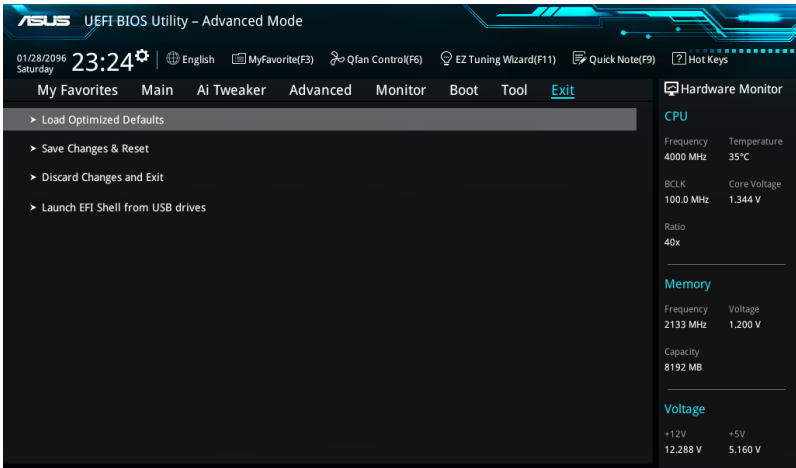 ASUS UEFI BIOS Utility – Advanced Mode
01/28/2096
Saturday
23:24
English
MyFavorite(F3)
Qfan Control(F6)
EZ Tuning Wizard(F11)
Quick Note(F9)
? Hot Keys
My Favorites Main Ai Tweaker Advanced Monitor Boot Tool Exit
Load Optimized Defaults
Save Changes & Reset
Discard Changes and Exit
Launch EFI Shell from USB drives
Hardware Monitor
CPU
Frequency Temperature
4000 MHz 35°C
BCLK Core Voltage
100.0 MHz 1.344 V
Ratio
40x
Memory
Frequency Voltage
2133 MHz 1.200 V
Capacity
8192 MB
Voltage
+12V +5V
12.288 V 5.160 V